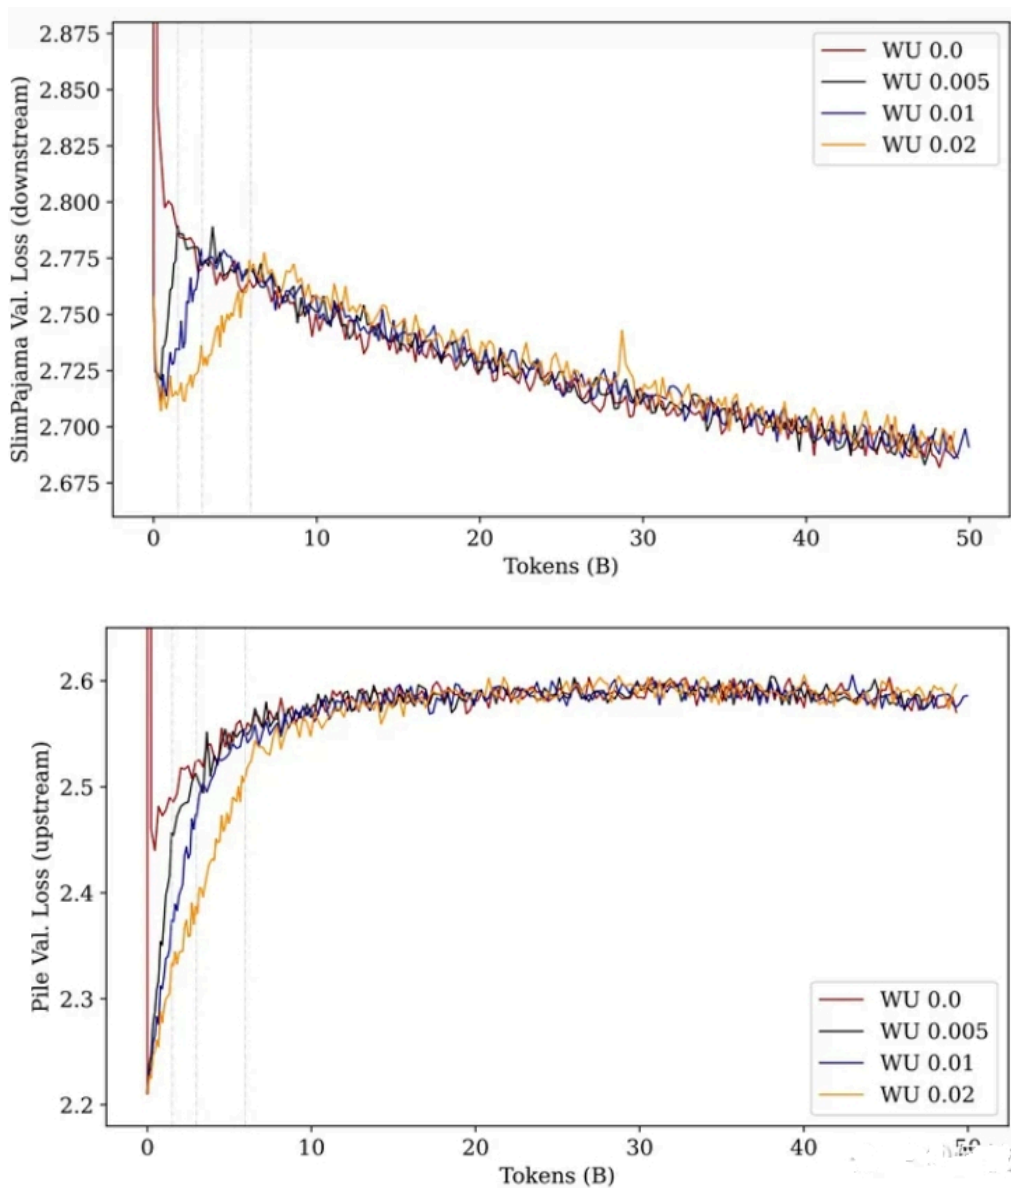 SlimPajama Val. Loss (downstream)
2.875
2.850
2.825
2.800
2.775
2.750
2.725
2.700
2.675
WU 0.0
WU 0.005
WU 0.01
WU 0.02
0 10 20 30 40 50
Tokens (B)
Pile Val. Loss (upstream)
2.6
2.5
2.4
2.3
2.2
WU 0.0
WU 0.005
WU 0.01
WU 0.02
0 10 20 30 40 50
Tokens (B)